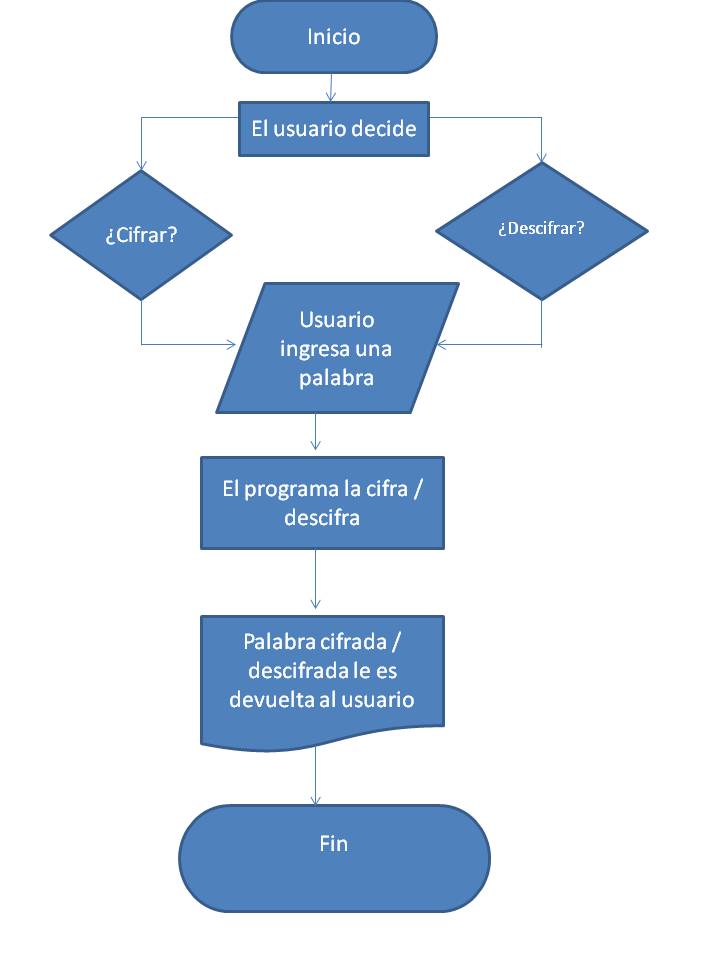 Inicio
El usuario decide
¿Cifrar?
¿Descifrar?
Usuario
ingresa una
palabra
El programa la cifra /
descifra
Palabra cifrada /
descifrada le es
devuelta al usuario
Fin